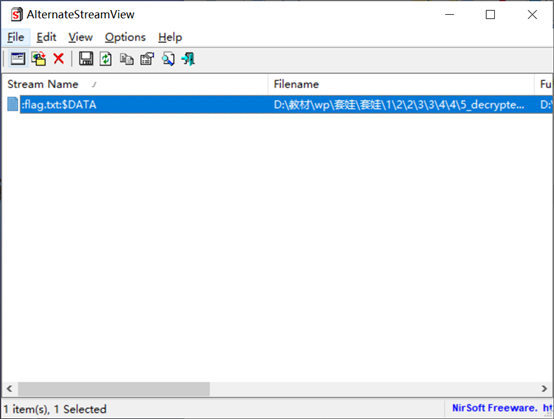 AlternateStreamView
File Edit View Options Help
Stream Name Filename Fu
:flag.txt:$DATA D:\教材\wp\套娃\套娃\1\2\2\3\3\4\4\5_decrypte... D:\
1 item(s), 1 Selected NirSoft Freeware. ht